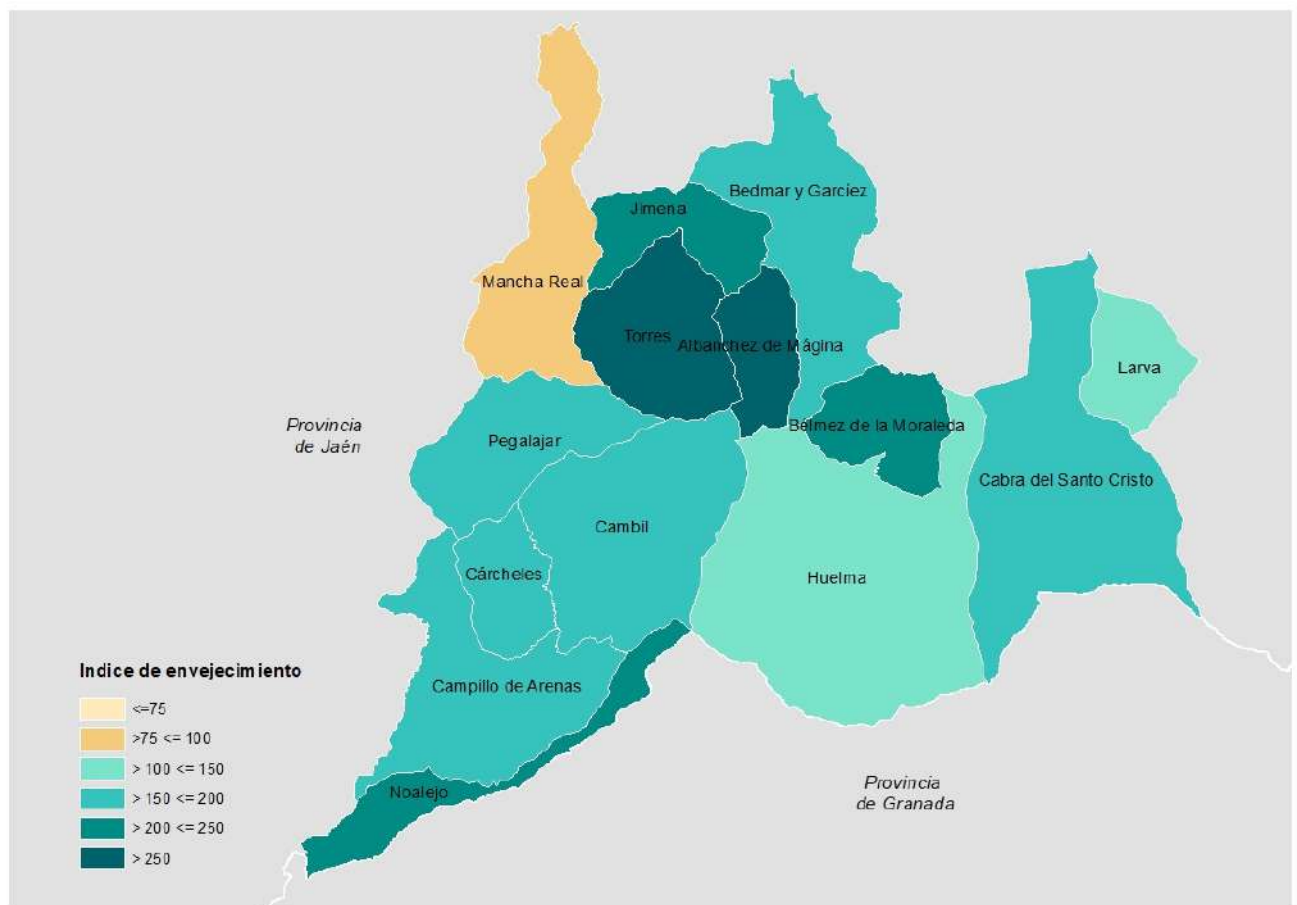 Bedmar y Garcíez
Jimena
Mancha Real
Torres
Albanchez de Mágina
Larva
Provincia
de Jaén
Pegalajar
Bélmez de la Moraleda
Cabra del Santo Cristo
Cambil
Cárcheles
Huelma
Campillo de Arenas
Noalejo
Provincia
de Granada
Indice de envejecimiento
<=75
>75 <= 100
> 100 <= 150
> 150 <= 200
> 200 <= 250
> 250